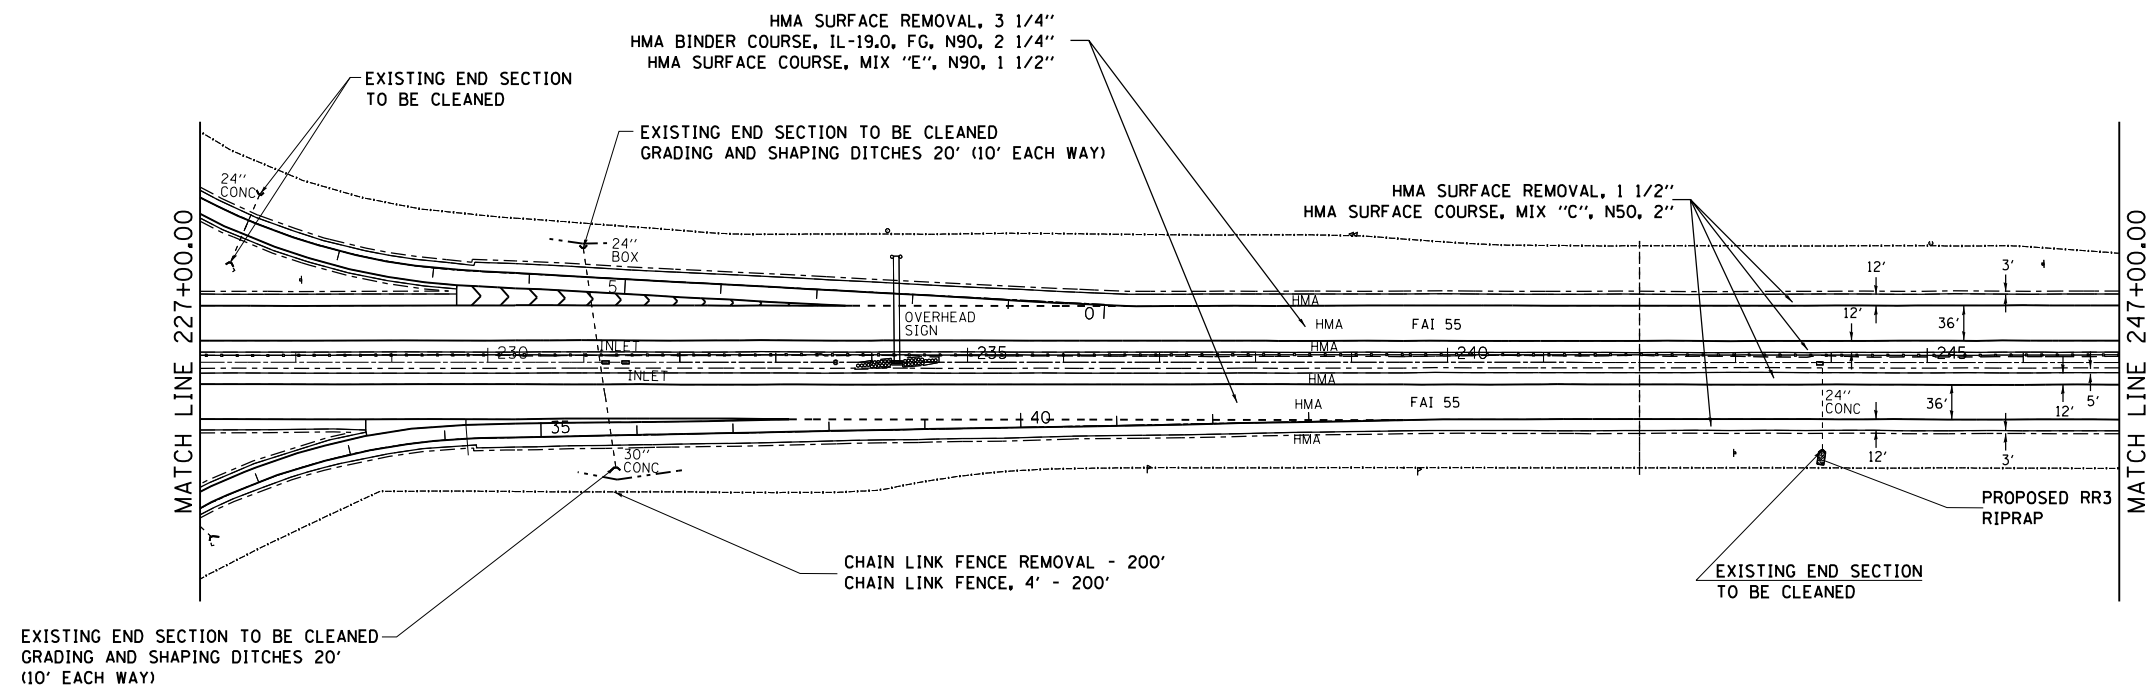 HMA SURFACE REMOVAL, 3 1/4"
HMA BINDER COURSE, IL-19.0, FG, N90, 2 1/4"
HMA SURFACE COURSE, MIX "E", N90, 1 1/2"
EXISTING END SECTION
TO BE CLEANED
EXISTING END SECTION TO BE CLEANED
GRADING AND SHAPING DITCHES 20' (10' EACH WAY)
HMA SURFACE REMOVAL, 1 1/2"
HMA SURFACE COURSE, MIX "C", N50, 2"
24"
CONC
24"
BOX
MATCH LINE 227+00.00
MATCH LINE 247+00.00
12'
3'
5
HMA
0
OVERHEAD
SIGN
HMA
FAI 55
12'
36'
INLET
HMA
230
235
240
245
INLET
HMA
HMA
FAI 55
24"
CONC
36'
12'
5'
35
40
HMA
30"
CONC
12'
3'
PROPOSED RR3
RIPRAP
CHAIN LINK FENCE REMOVAL - 200'
CHAIN LINK FENCE, 4' - 200'
EXISTING END SECTION
TO BE CLEANED
EXISTING END SECTION TO BE CLEANED
GRADING AND SHAPING DITCHES 20'
(10' EACH WAY)